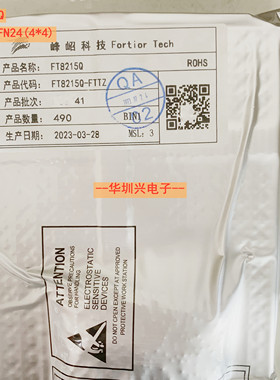 Q
FN24(4*4)
峰岹科技 Fortior Tech
产品名称: FT8215Q ROHS
产品代码: FT8215Q-FTT2
产品批次: 41
产品数量: 490 BIN1
生产日期: 2023-03-28 MSL: 3
QA
--华圳兴电子--
ATTENTION
OBSERVE PRECAUTIONS
FOR HANDLING
ELECTROSTATIC
SENSITIVE
DEVICES
DO NOT OPEN EXCEPT AT APPROVED
PROTECTIVE WORK STATION